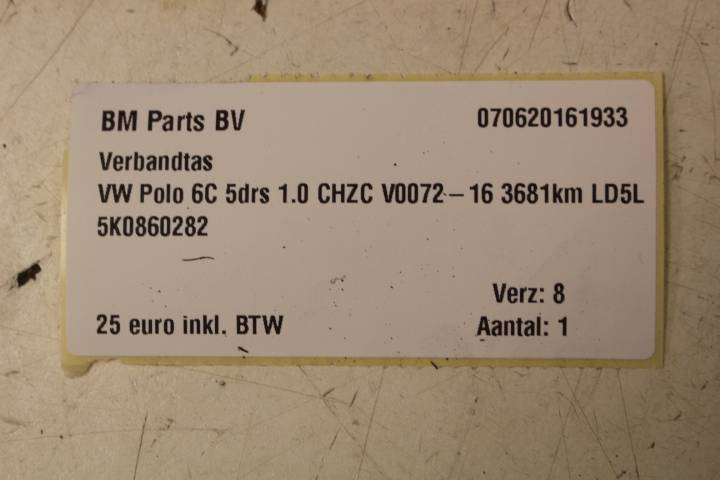 BM Parts BV 070620161933
Verbandtas
VW Polo 6C 5drs 1.0 CHZC V0072-16 3681km LD5L
5K0860282
Verz: 8
25 euro inkl. BTW Aantal: 1